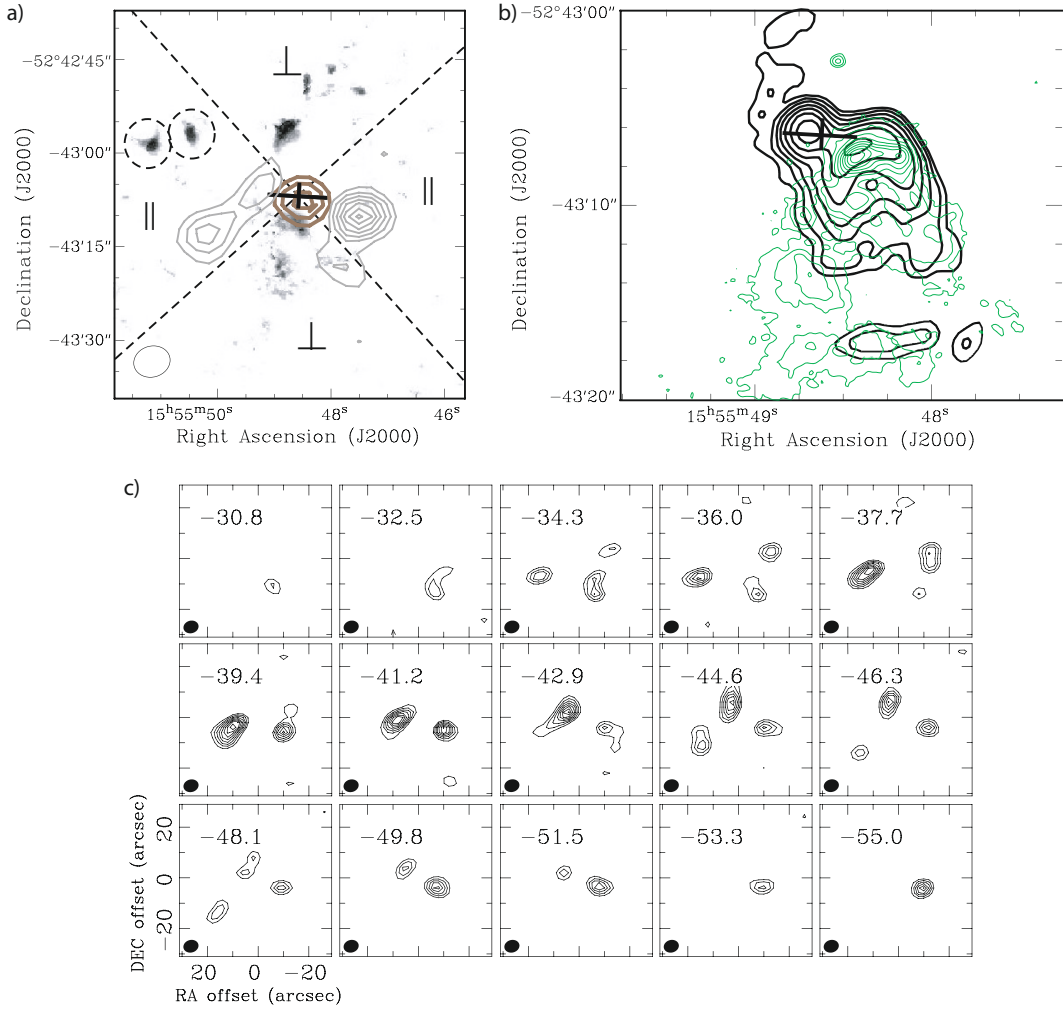 a)
−52°42′45″
−43′00″
−43′15″
−43′30″
⊥
||
||
⊥
Declination (J2000)
15ʰ55ᵐ50ˢ
48ˢ
46ˢ
Right Ascension (J2000)
b)
−52°43′00″
−43′10″
−43′20″
Declination (J2000)
15ʰ55ᵐ49ˢ
48ˢ
Right Ascension (J2000)
c)
−30.8
−32.5
−34.3
−36.0
−37.7
−39.4
−41.2
−42.9
−44.6
−46.3
−48.1
−49.8
−51.5
−53.3
−55.0
DEC offset (arcsec)
20
0
−20
20
0
−20
RA offset (arcsec)